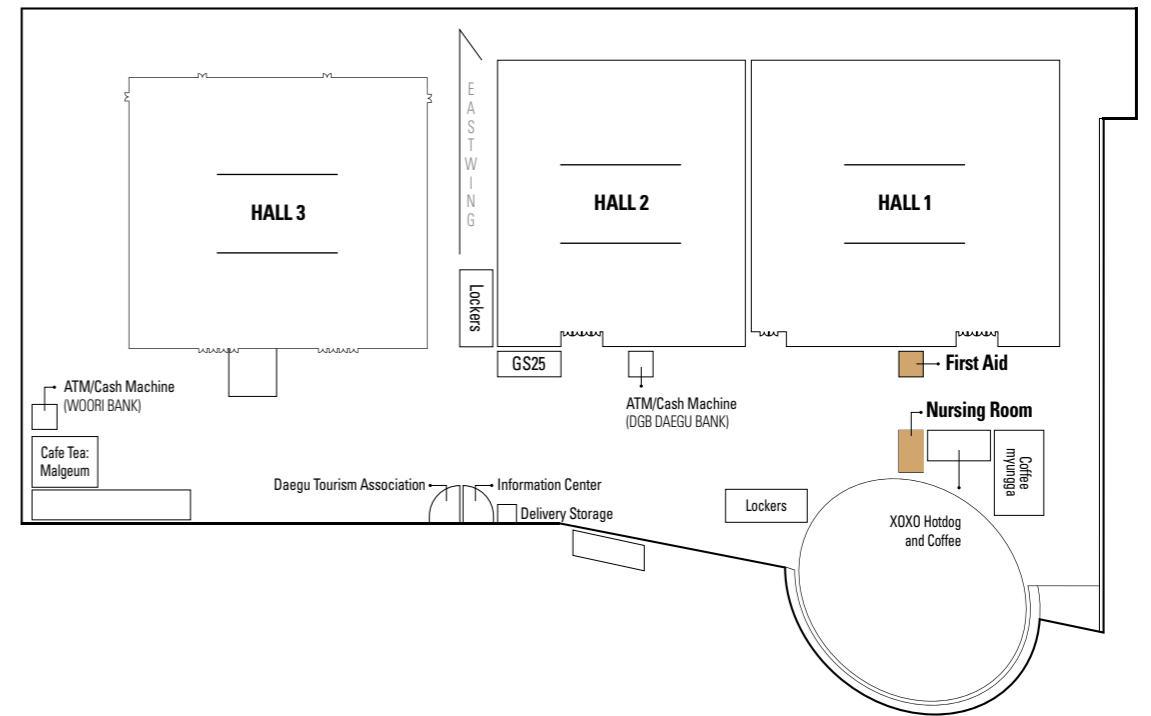 EASTWING
HALL 3
HALL 2
HALL 1
Lockers
GS25
First Aid
ATM/Cash Machine
(WOORI BANK)
ATM/Cash Machine
(DGB DAEGU BANK)
Nursing Room
Cafe Tea:
Malgeum
Coffee
myungga
Daegu Tourism Association
Information Center
Delivery Storage
Lockers
XOXO Hotdog
and Coffee